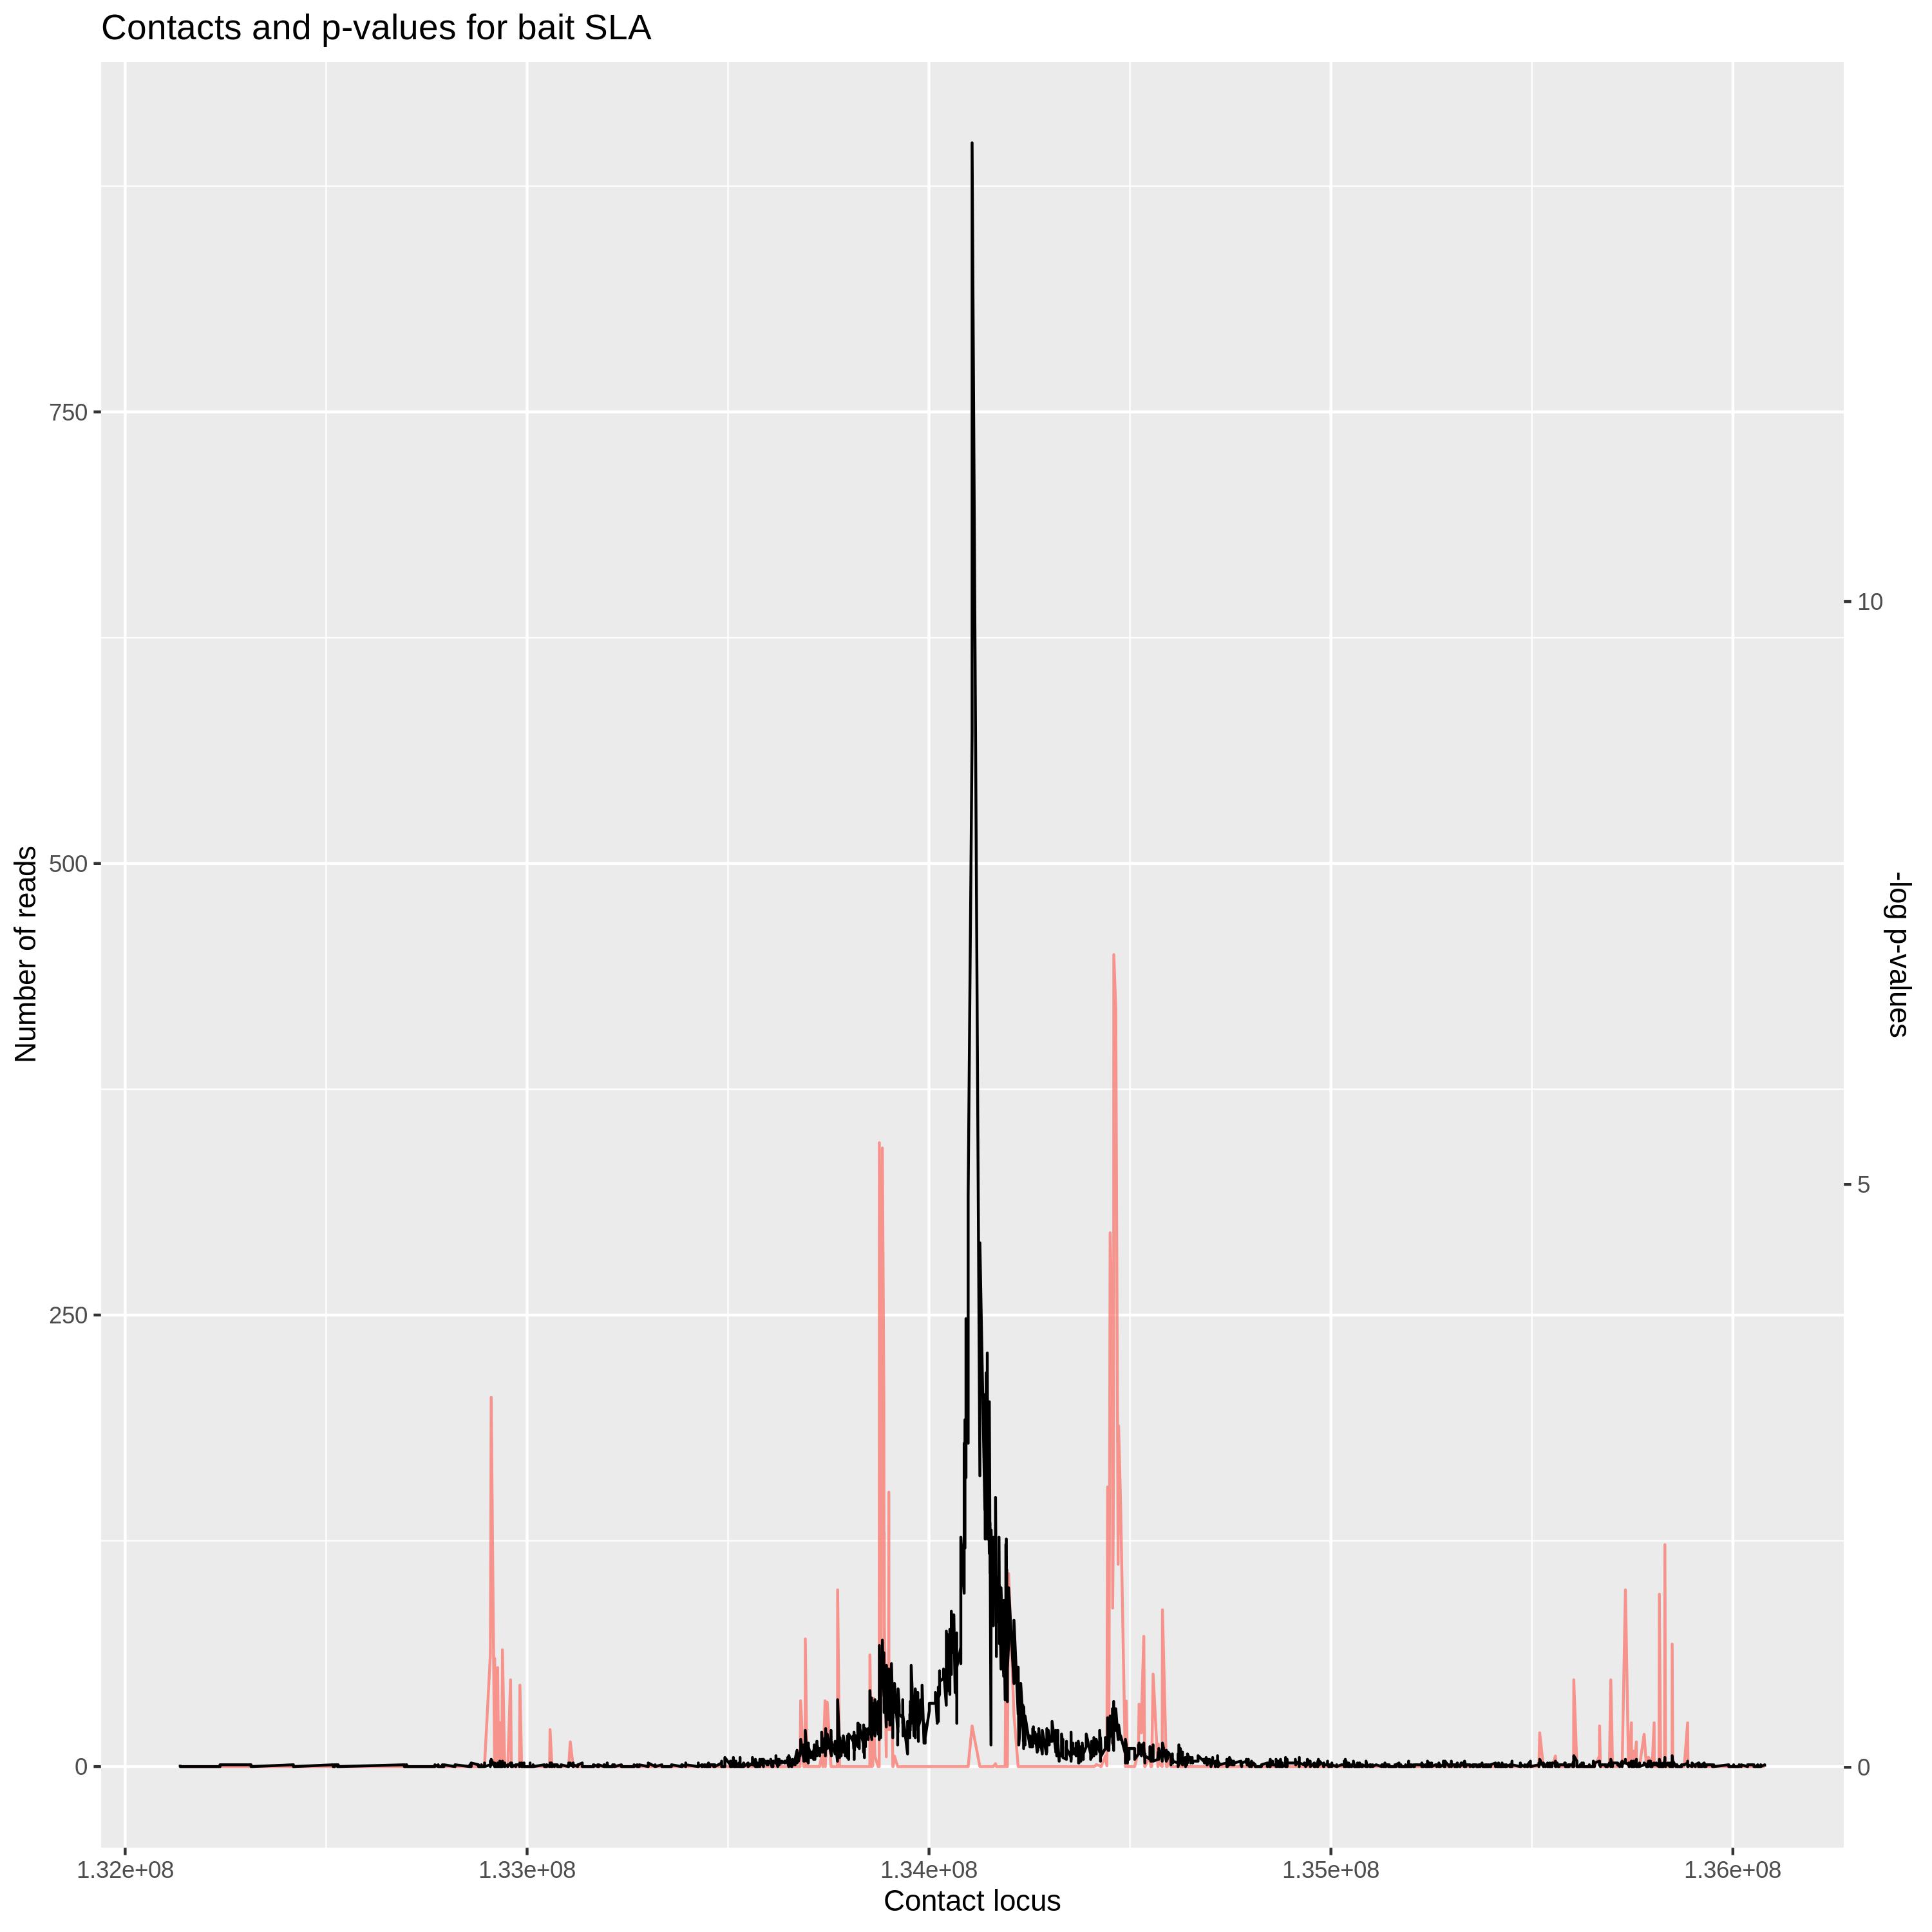 Contacts and p-values for bait SLA
750
500
250
0
10
5
0
Number of reads
-log p-values
1.32e+08
1.33e+08
1.34e+08
1.35e+08
1.36e+08
Contact locus